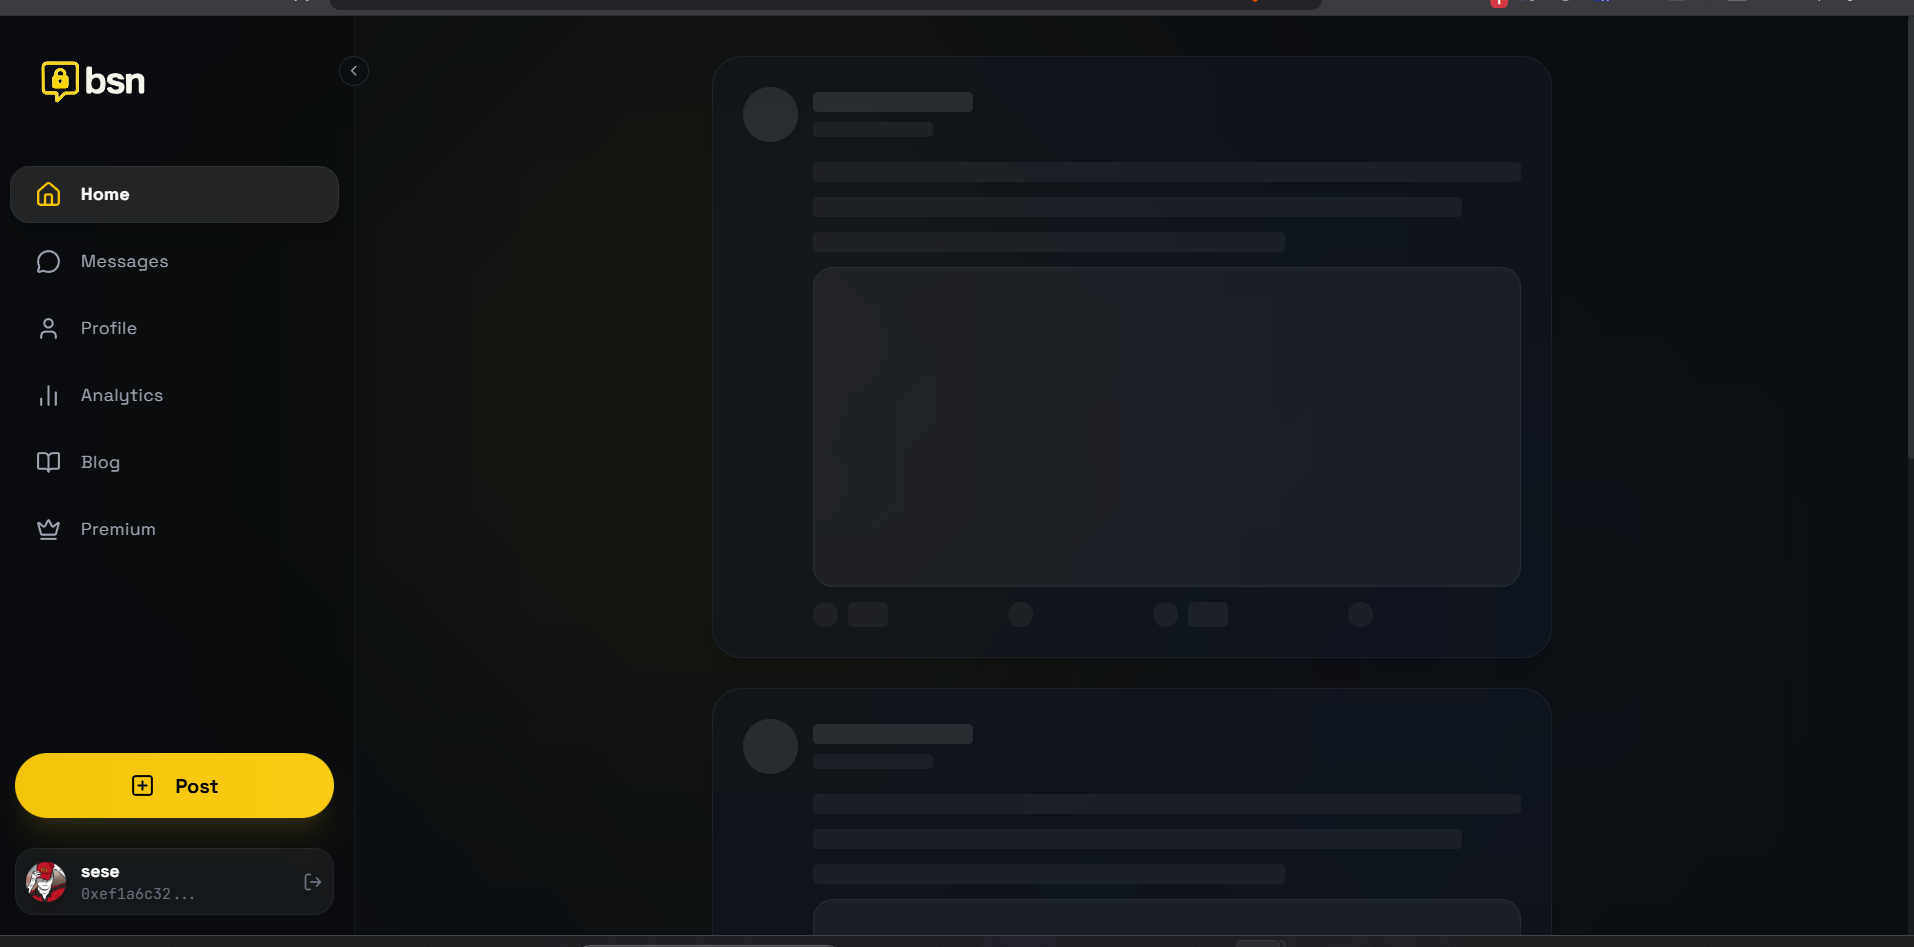 bsn
Home
Messages
Profile
Analytics
Blog
Premium
Post
sese
0xef1a6c32...